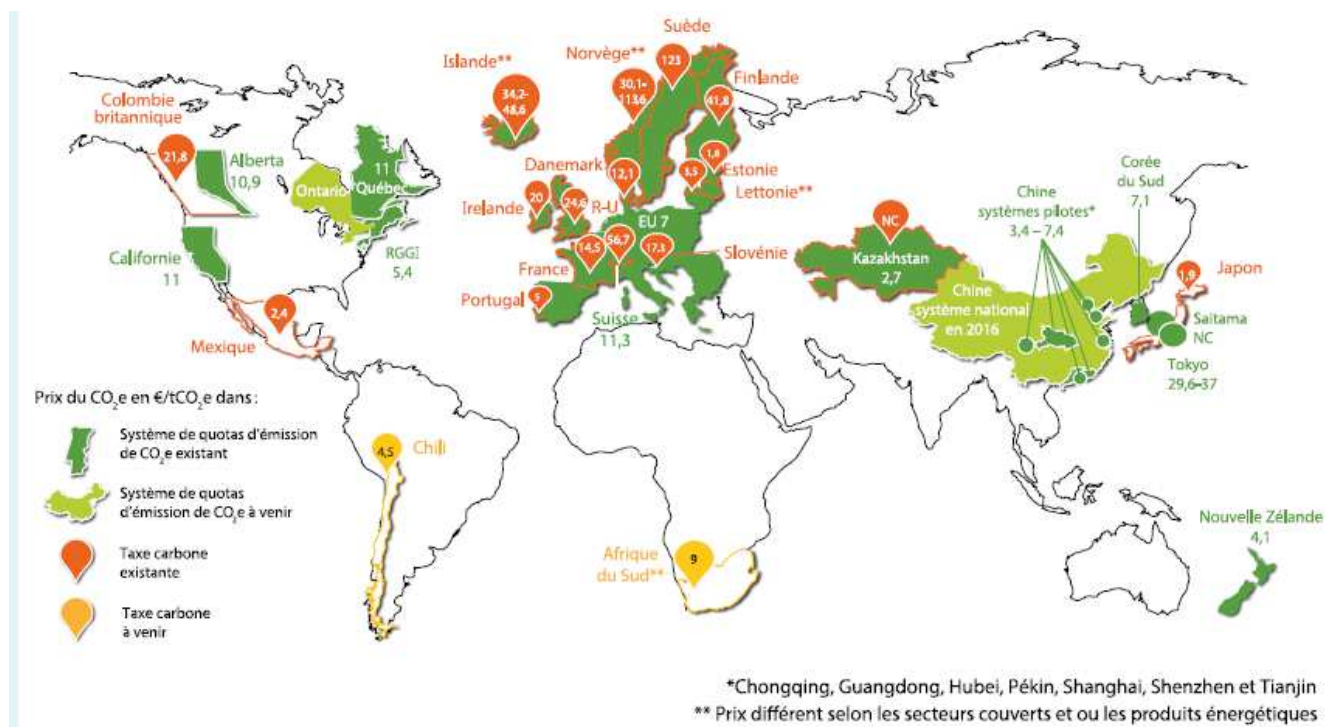 Suède
Norvège**
Islande**
123
Finlande
30,1-
113,6
34,2-
48,6
41,8
Colombie
britannique
21,8
Alberta
10,9
Ontario
11
Québec
Danemark
12,1
1,8
Estonie
3,5
Lettonie**
Irelande
20
24,6
R-U
EU 7
Corée
du Sud
7,1
Chine
systèmes pilotes*
3,4 – 7,4
NC
Kazakhstan
2,7
Californie
11
RGGI
5,4
France
14,5
56,7
17,3
Slovénie
Portugal
5
Suisse
11,3
Chine
système national
en 2016
1,9
Japon
Saitama
NC
Tokyo
29,6–37
2,4
Mexique
Prix du CO2e en €/tCO2e dans :
Système de quotas d'émission
de CO2e existant
Système de quotas
d'émission de CO2e à venir
Taxe carbone
existante
Taxe carbone
à venir
4,5
Chili
Afrique
du Sud**
9
Nouvelle Zélande
4,1
*Chongqing, Guangdong, Hubei, Pékin, Shanghai, Shenzhen et Tianjin
** Prix différent selon les secteurs couverts et ou les produits énergétiques